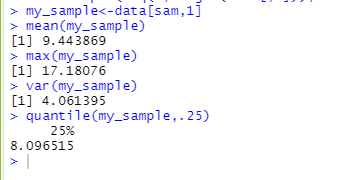 > my_sample<-data[sam,1]
> mean(my_sample)
[1] 9.443869
> max(my_sample)
[1] 17.18076
> var(my_sample)
[1] 4.061395
> quantile(my_sample,.25)
     25%
8.096515
>